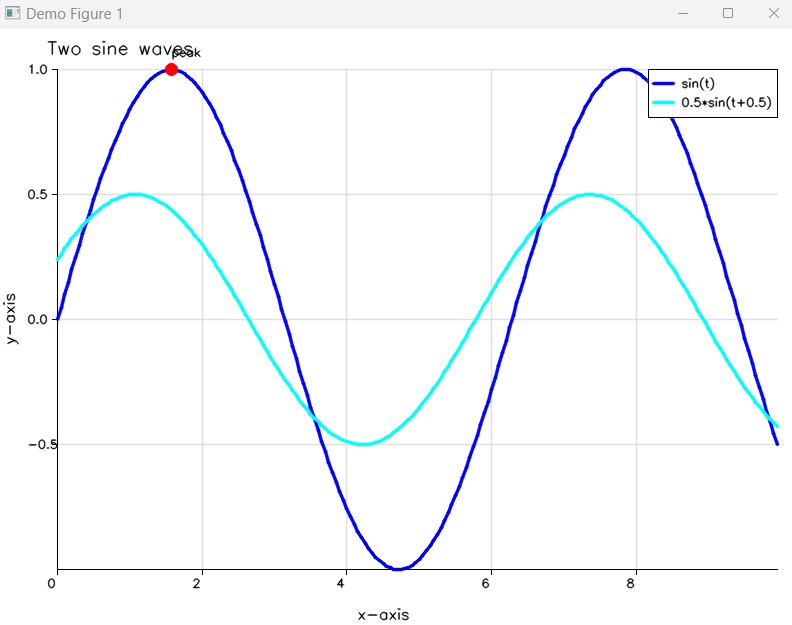 Demo Figure 1
Two sine waves
peak
1.0
sin(t)
0.5*sin(t+0.5)
0.5
y-axis
0.0
-0.5
0 2 4 6 8
x-axis